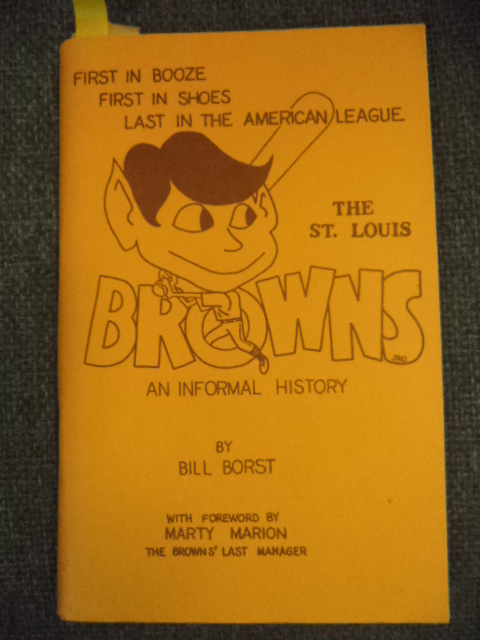 FIRST IN BOOZE
FIRST IN SHOES
LAST IN THE AMERICAN LEAGUE.
THE
ST. LOUIS
BROWNS
JRO
AN INFORMAL HISTORY
BY
BILL BORST
WITH FOREWORD BY
MARTY MARION
THE BROWNS' LAST MANAGER